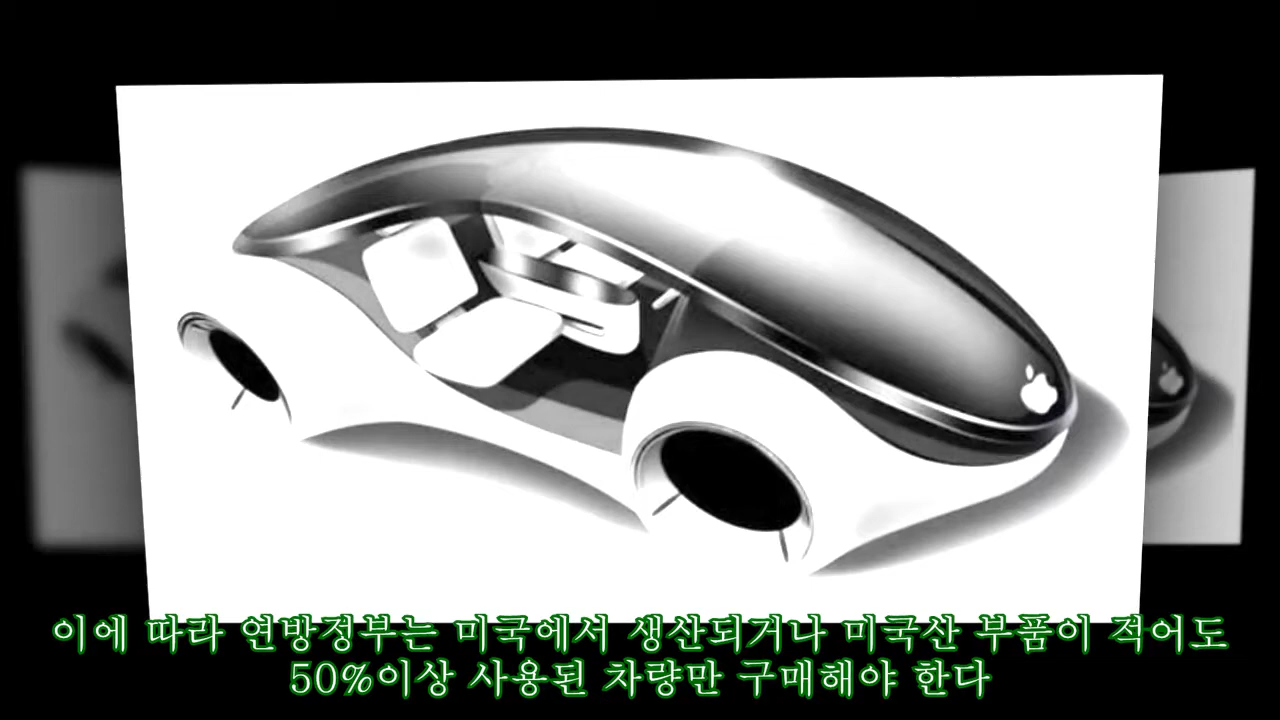 이에 따라 연방정부는 미국에서 생산되거나 미국산 부품이 적어도
50%이상 사용된 차량만 구매해야 한다